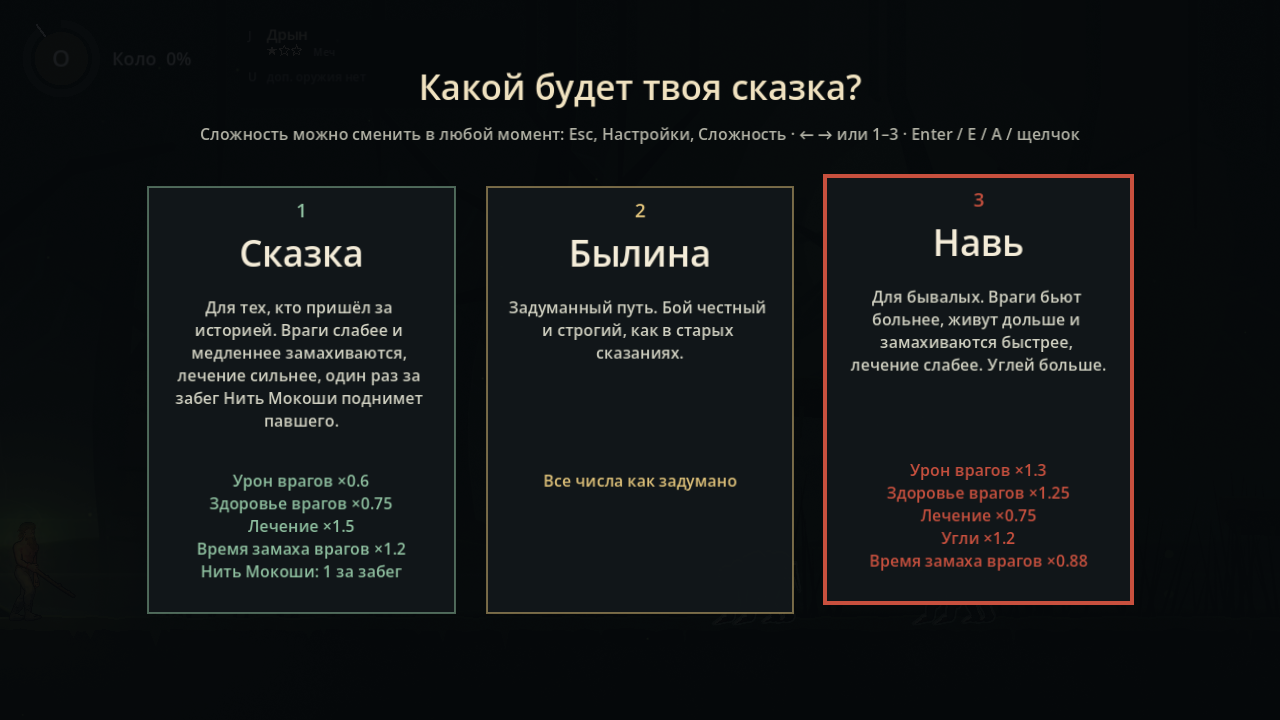 О
Коло 0%
J Дрын
★☆☆ Меч
U доп. оружия нет
Какой будет твоя сказка?
Сложность можно сменить в любой момент: Esc, Настройки, Сложность · ← → или 1–3 · Enter / E / A / щелчок
1
Сказка
Для тех, кто пришёл за
историей. Враги слабее и
медленнее замахиваются,
лечение сильнее, один раз за
забег Нить Мокоши поднимет
павшего.
Урон врагов ×0.6
Здоровье врагов ×0.75
Лечение ×1.5
Время замаха врагов ×1.2
Нить Мокоши: 1 за забег
2
Былина
Задуманный путь. Бой честный
и строгий, как в старых
сказаниях.
Все числа как задумано
3
Навь
Для бывалых. Враги бьют
больнее, живут дольше и
замахиваются быстрее,
лечение слабее. Углей больше.
Урон врагов ×1.3
Здоровье врагов ×1.25
Лечение ×0.75
Угли ×1.2
Время замаха врагов ×0.88